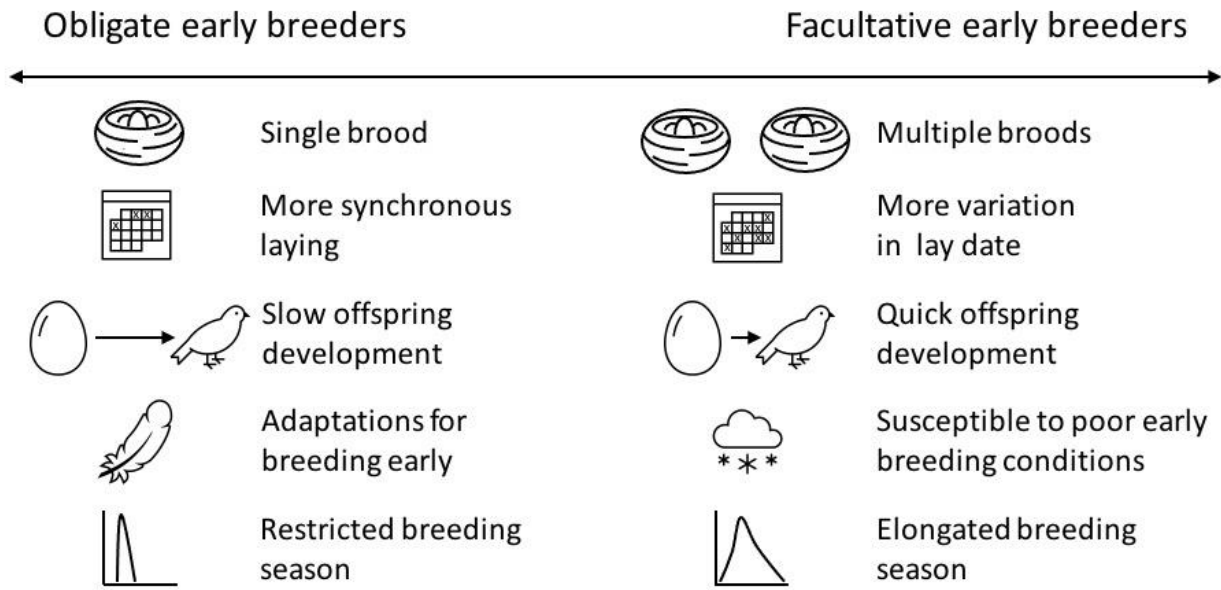 Obligate early breeders
Facultative early breeders
Single brood
Multiple broods
More synchronous
laying
More variation
in lay date
Slow offspring
development
Quick offspring
development
Adaptations for
breeding early
Susceptible to poor early
breeding conditions
Restricted breeding
season
Elongated breeding
season